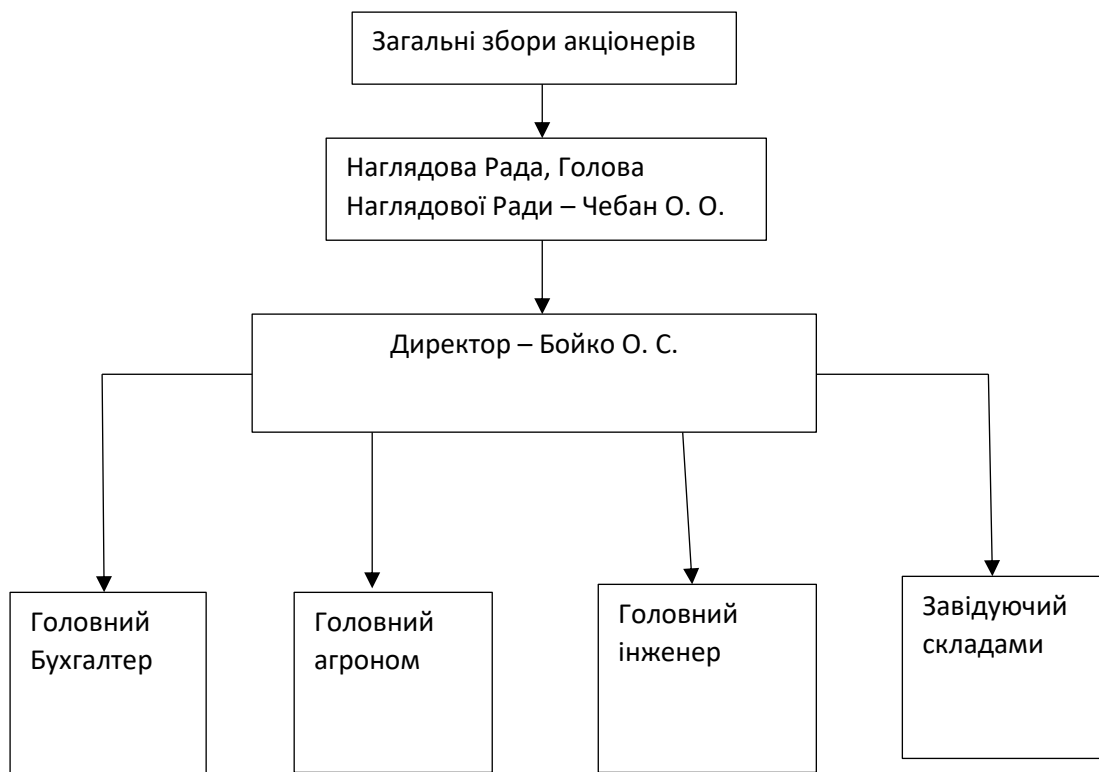 Загальні збори акціонерів
Наглядова Рада, Голова
Наглядової Ради – Чебан О. О.
Директор – Бойко О. С.
Головний
Бухгалтер
Головний
агроном
Головний
інженер
Завідуючий
складами